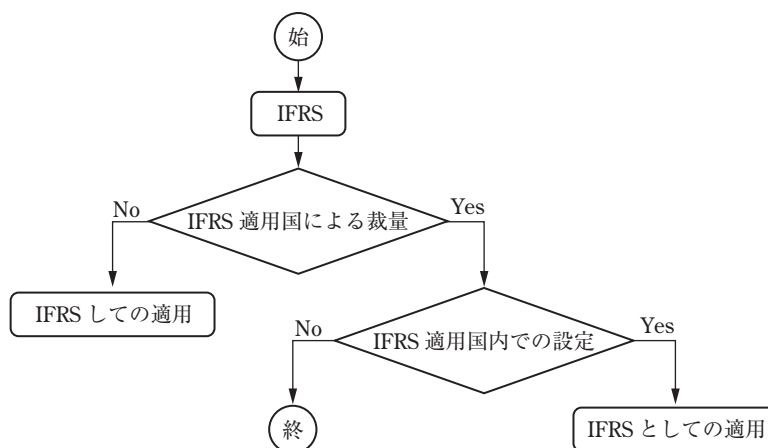 始
IFRS
No
Yes
IFRS 適用国による裁量
IFRS しての適用
No
Yes
IFRS 適用国内での設定
終
IFRS としての適用